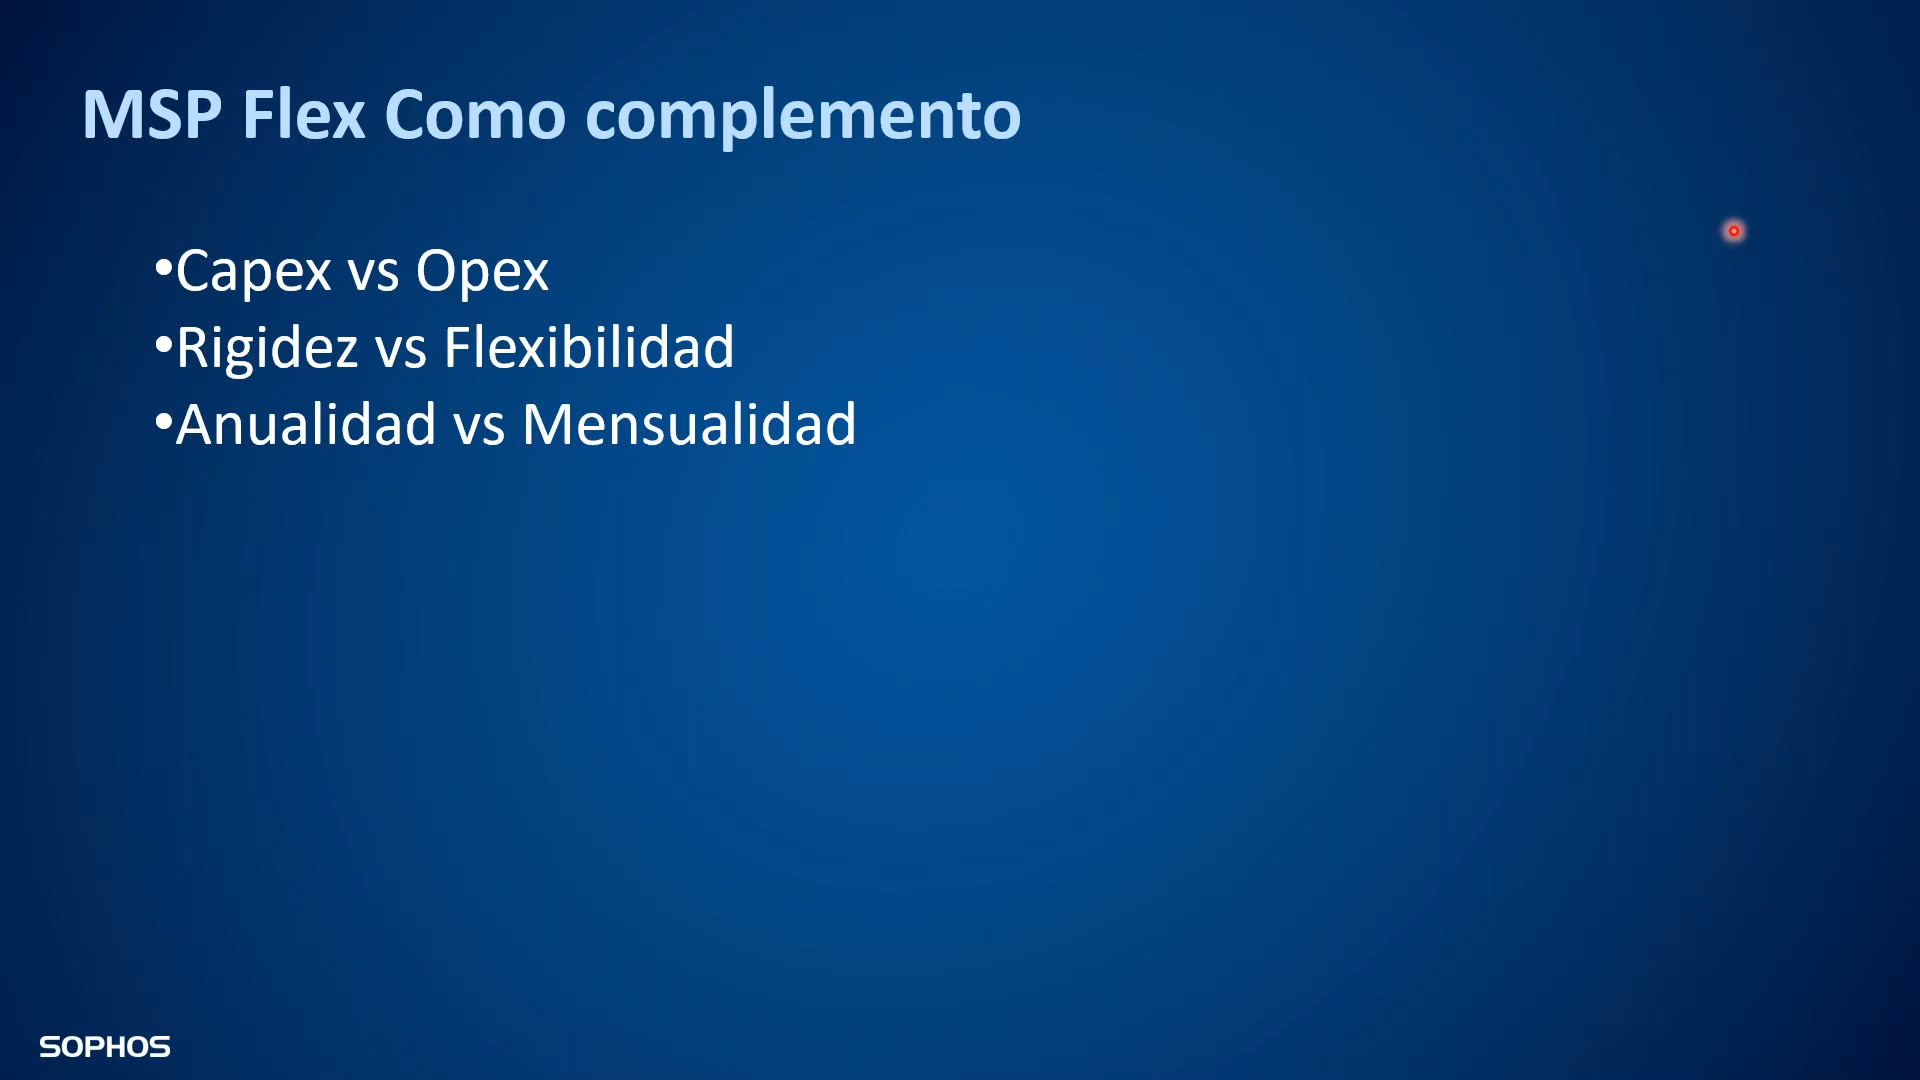 MSP Flex Como complemento
•Capex vs Opex
•Rigidez vs Flexibilidad
•Anualidad vs Mensualidad
SOPHOS